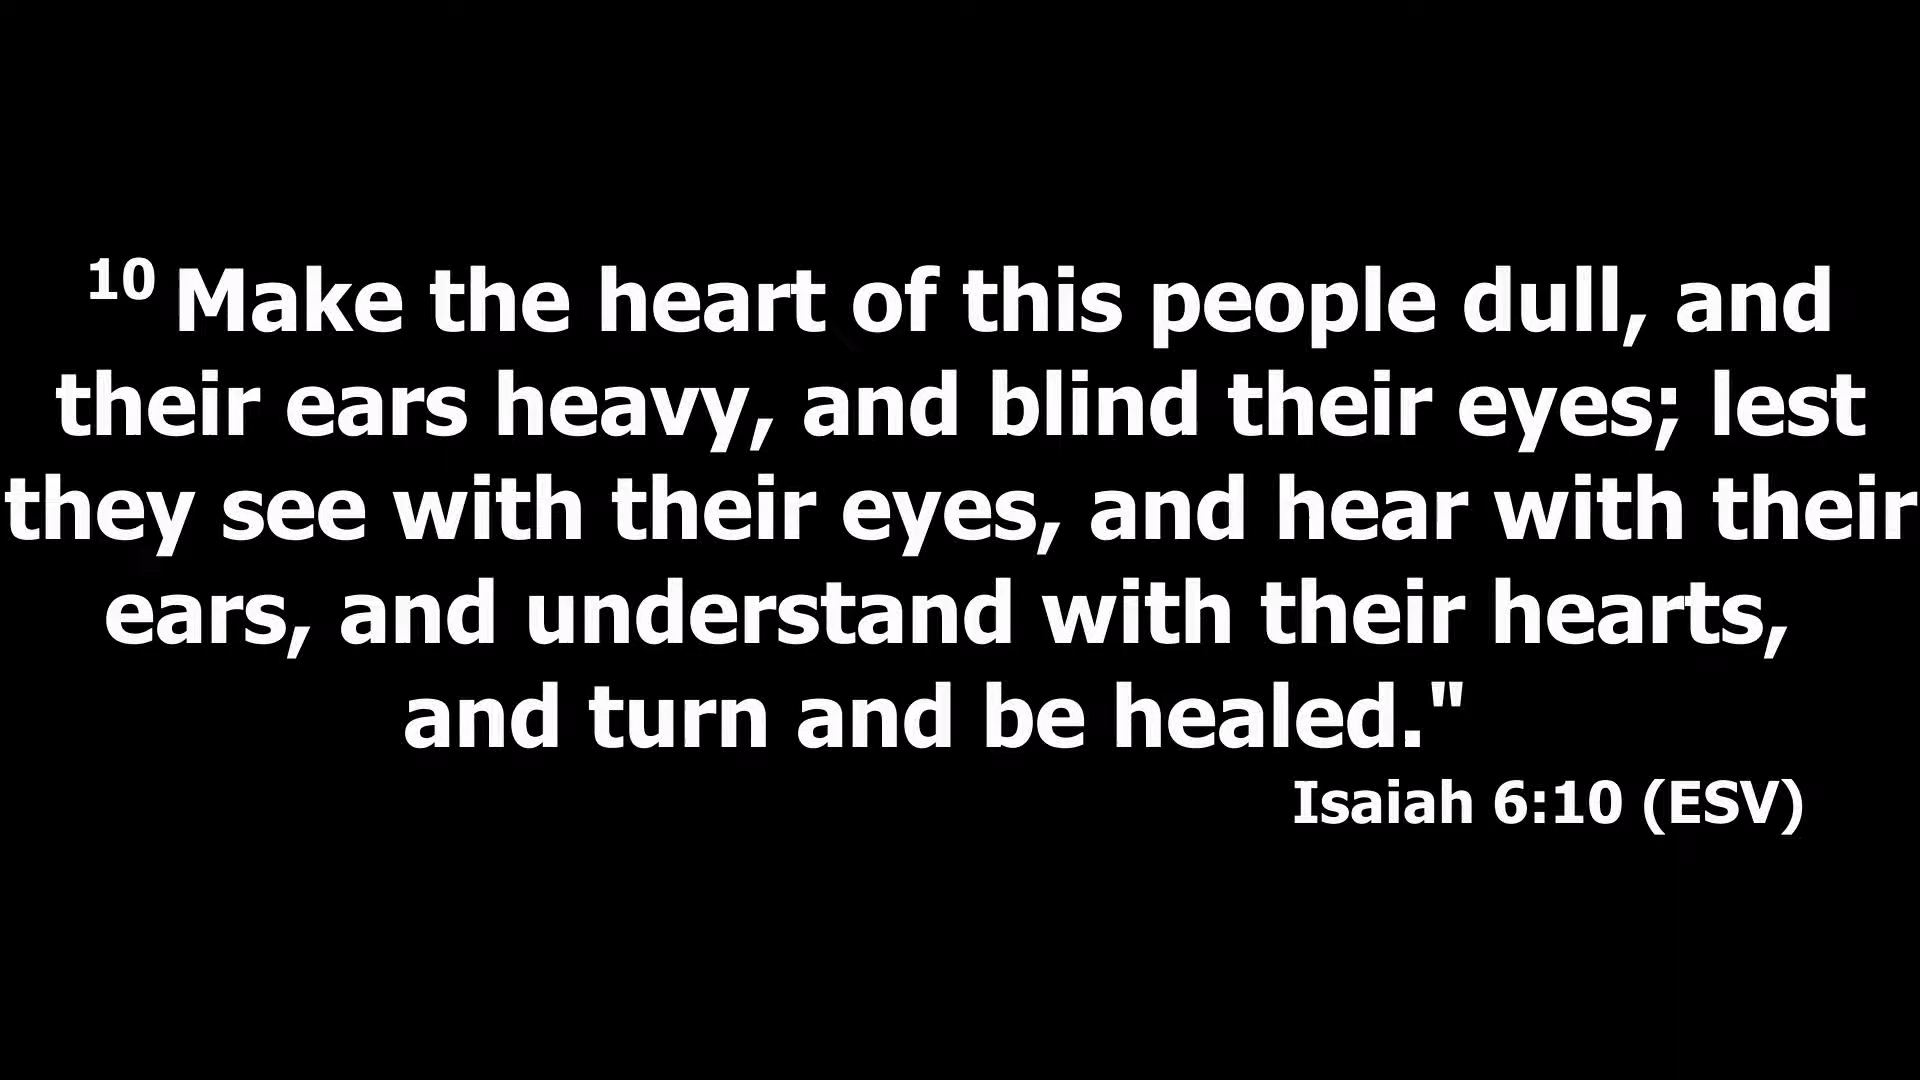 10 Make the heart of this people dull, and
their ears heavy, and blind their eyes; lest
they see with their eyes, and hear with their
ears, and understand with their hearts,
and turn and be healed."
Isaiah 6:10 (ESV)